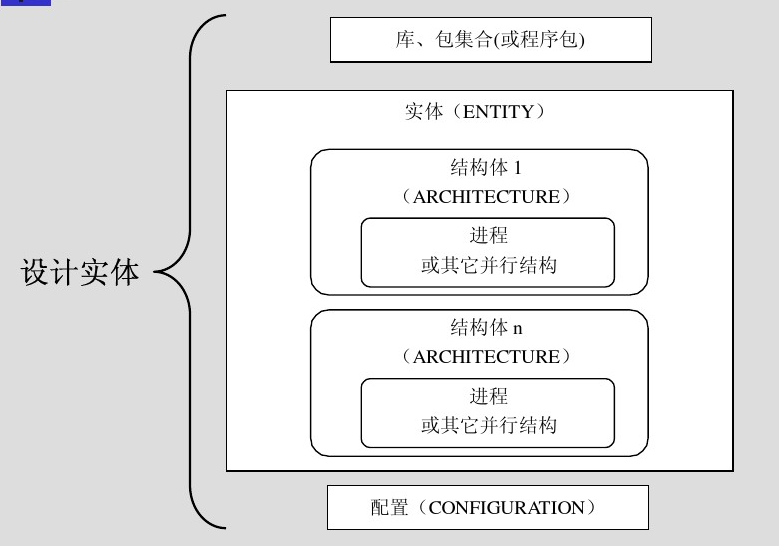 库、包集合(或程序包)
实体（ENTITY）
结构体 1
（ARCHITECTURE）
进程
或其它并行结构
设计实体
结构体 n
（ARCHITECTURE）
进程
或其它并行结构
配置（CONFIGURATION）